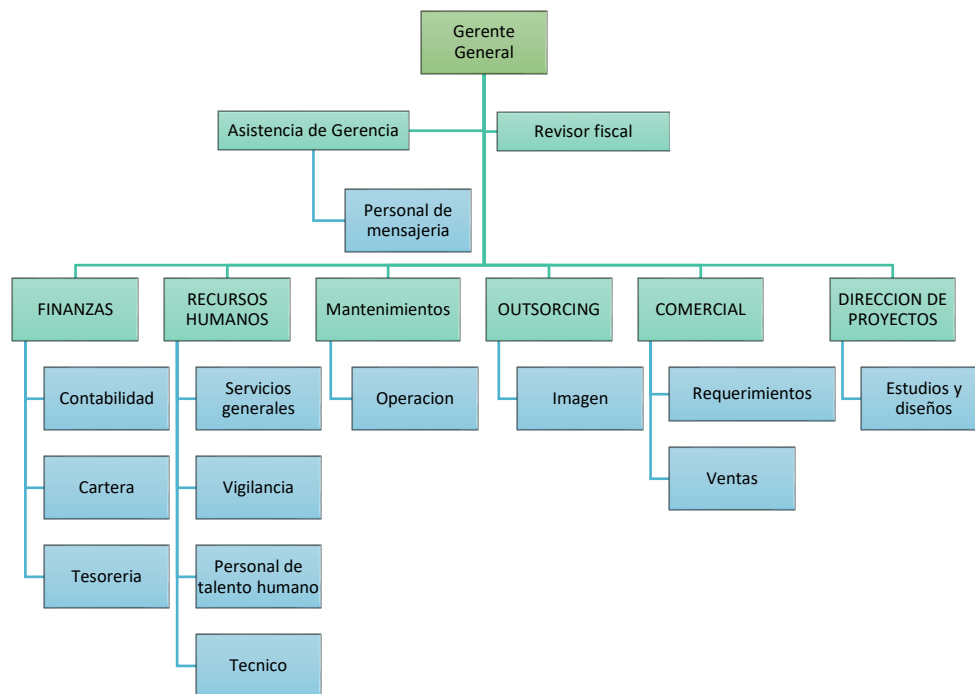 Gerente
General
Asistencia de Gerencia
Revisor fiscal
Personal de
mensajeria
FINANZAS
RECURSOS
HUMANOS
Mantenimientos
OUTSORCING
COMERCIAL
DIRECCION DE
PROYECTOS
Contabilidad
Servicios
generales
Operacion
Imagen
Requerimientos
Estudios y
diseños
Cartera
Vigilancia
Ventas
Tesoreria
Personal de
talento humano
Tecnico